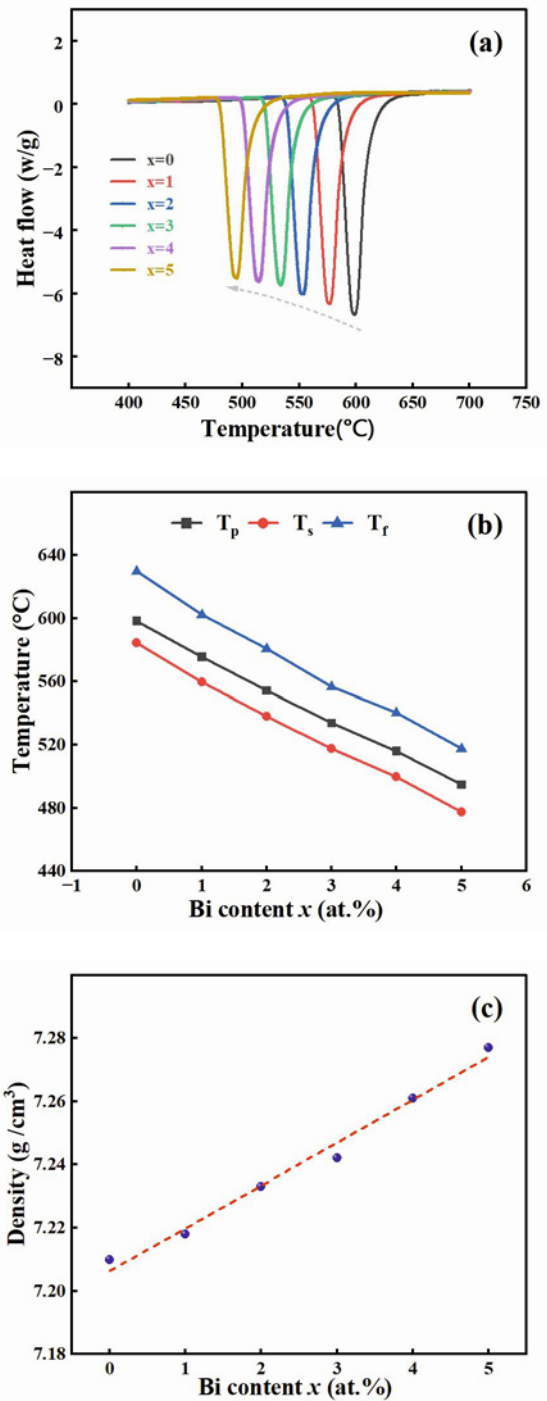 (a)
2
0
−2
−4
−6
−8
Heat flow (w/g)
x=0
x=1
x=2
x=3
x=4
x=5
400 450 500 550 600 650 700 750
Temperature(°C)
(b)
Tp Ts Tf
640
600
560
520
480
440
Temperature (°C)
−1 0 1 2 3 4 5 6
Bi content x (at.%)
(c)
7.28
7.26
7.24
7.22
7.20
7.18
Density (g /cm³)
0 1 2 3 4 5
Bi content x (at.%)